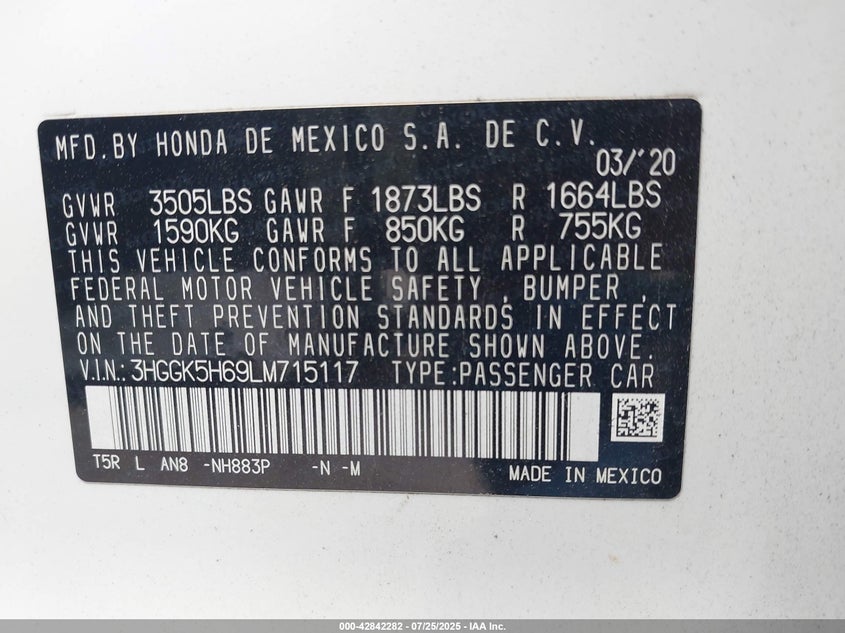 MFD.BY HONDA DE MEXICO S.A. DE C.V.
03/'20
GVWR 3505LBS GAWR F 1873LBS R 1664LBS
GVWR 1590KG GAWR F 850KG R 755KG
THIS VEHICLE CONFORMS TO ALL APPLICABLE
FEDERAL MOTOR VEHICLE SAFETY , BUMPER ,
AND THEFT PREVENTION STANDARDS IN EFFECT
ON THE DATE OF MANUFACTURE SHOWN ABOVE.
V.I.N.:3HGGK5H69LM715117 TYPE:PASSENGER CAR
T5R L AN8 -NH883P -N -M
MADE IN MEXICO
000-42842282 - 07/25/2025 - IAA Inc.